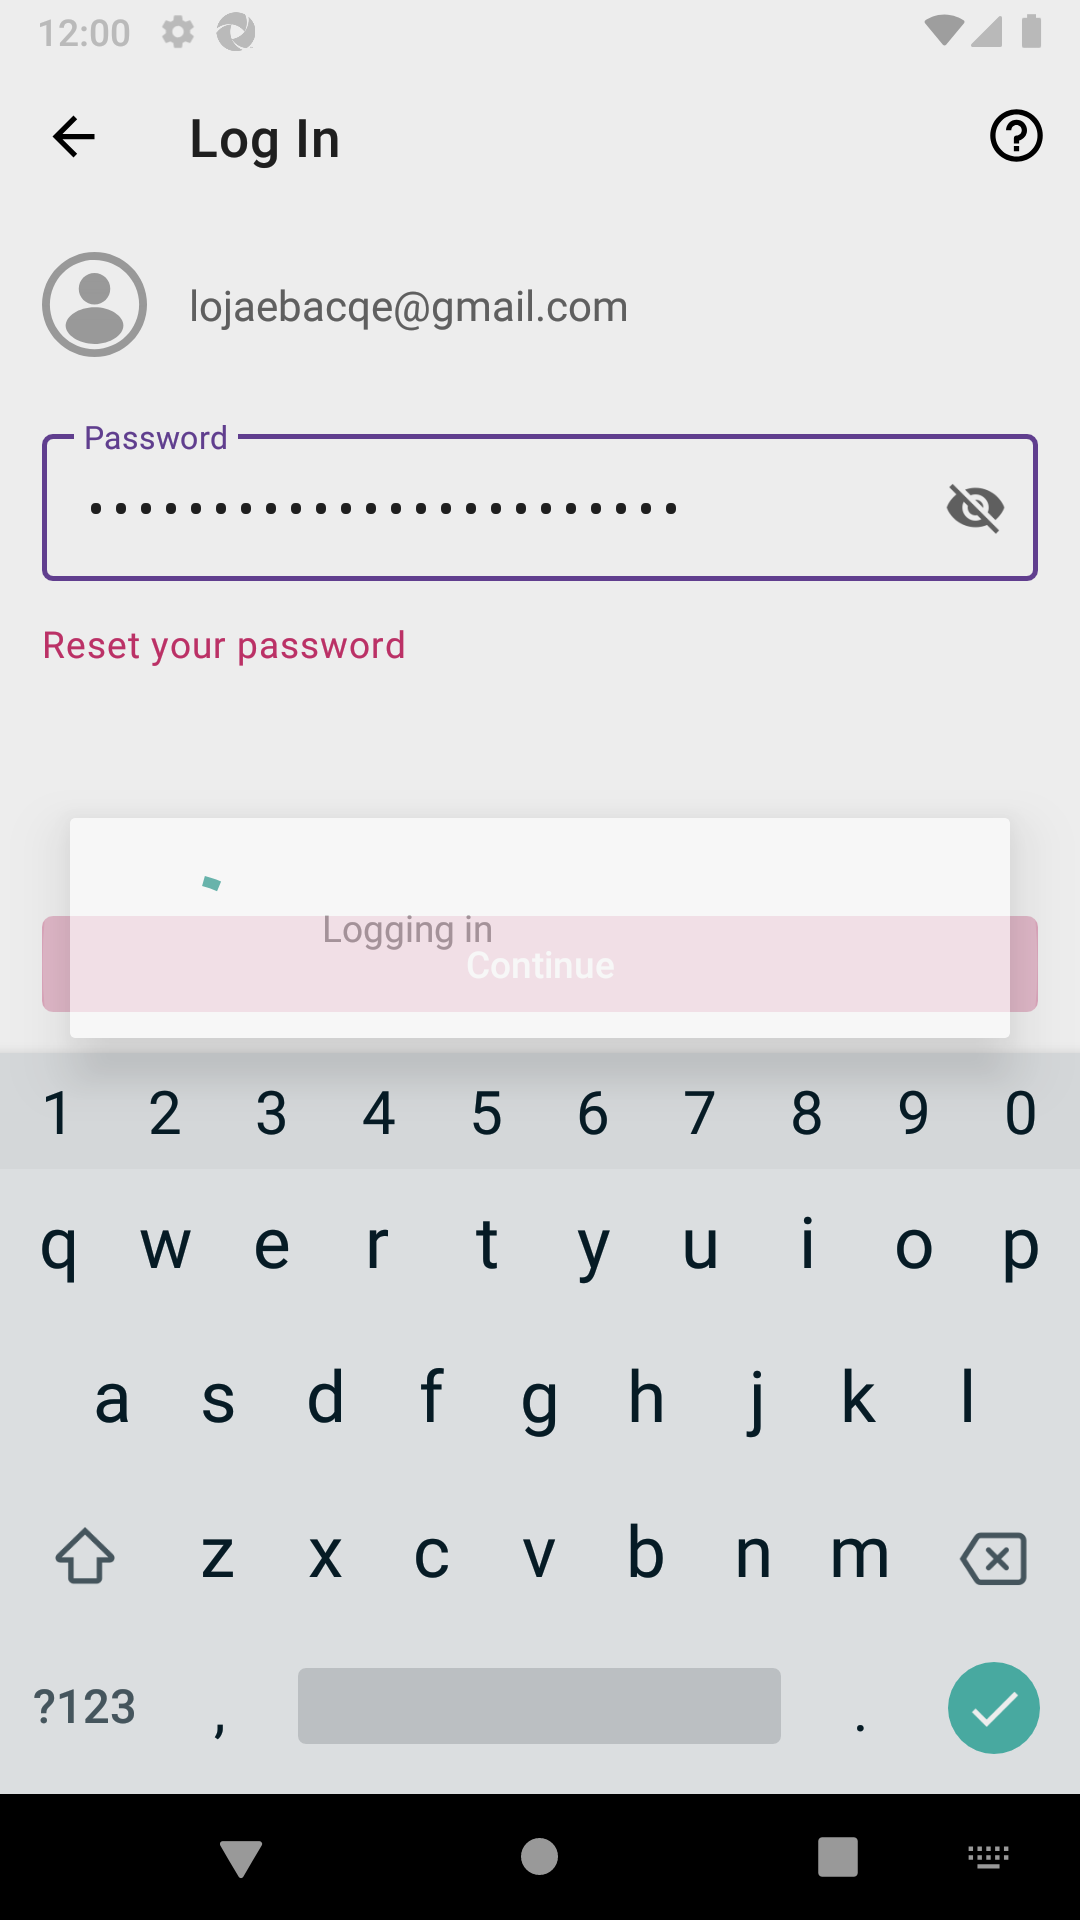 12:00
Log In
lojaebacqe@gmail.com
Password
••••••••••••••••••••••••
Reset your password
Logging in
Continue
1 2 3 4 5 6 7 8 9 0
q w e r t y u i o p
a s d f g h j k l
z x c v b n m
?123 , .